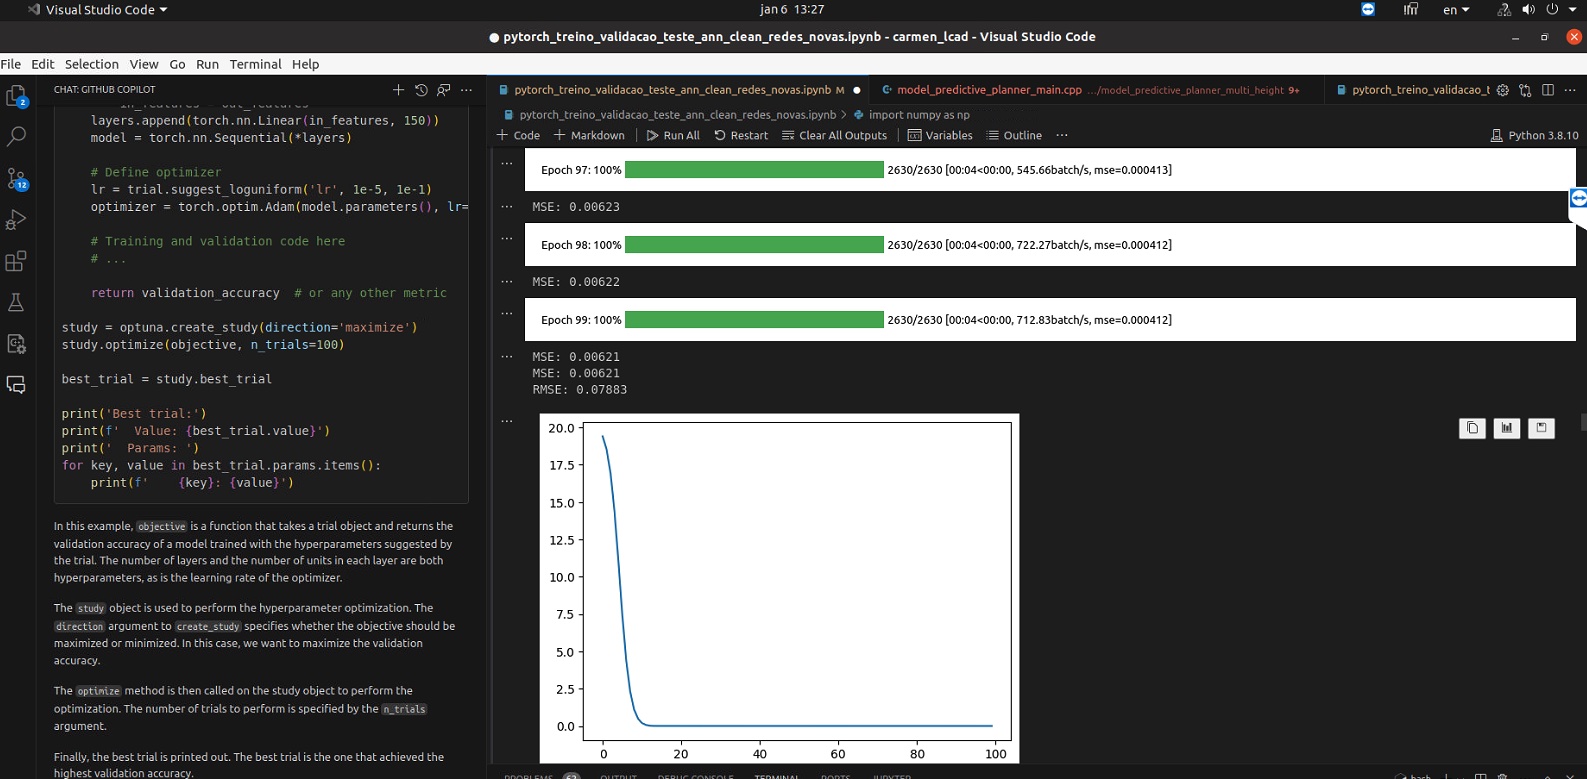 Visual Studio Code
jan 6 13:27
en
pytorch_treino_validacao_teste_ann_clean_redes_novas.ipynb - carmen_lcad - Visual Studio Code
File Edit Selection View Go Run Terminal Help
CHAT: GITHUB COPILOT
2
12
layers.append(torch.nn.Linear(in_features, 150))
model = torch.nn.Sequential(*layers)
# Define optimizer
lr = trial.suggest_loguniform('lr', 1e-5, 1e-1)
optimizer = torch.optim.Adam(model.parameters(), lr=
# Training and validation code here
# ...
return validation_accuracy # or any other metric
study = optuna.create_study(direction='maximize')
study.optimize(objective, n_trials=100)
best_trial = study.best_trial
print('Best trial:')
print(f'  Value: {best_trial.value}')
print('  Params: ')
for key, value in best_trial.params.items():
print(f'    {key}: {value}')
In this example, objective is a function that takes a trial object and returns the
validation accuracy of a model trained with the hyperparameters suggested by
the trial. The number of layers and the number of units in each layer are both
hyperparameters, as is the learning rate of the optimizer.
The study object is used to perform the hyperparameter optimization. The
direction argument to create_study specifies whether the objective should be
maximized or minimized. In this case, we want to maximize the validation
accuracy.
The optimize method is then called on the study object to perform the
optimization. The number of trials to perform is specified by the n_trials
argument.
Finally, the best trial is printed out. The best trial is the one that achieved the
highest validation accuracy.
pytorch_treino_validacao_teste_ann_clean_redes_novas.ipynb M
model_predictive_planner_main.cpp .../model_predictive_planner_multi_height 9+
pytorch_treino_validacao_t
pytorch_treino_validacao_teste_ann_clean_redes_novas.ipynb > import numpy as np
+ Code + Markdown Run All Restart Clear All Outputs Variables Outline ...
Python 3.8.10
Epoch 97: 100% 2630/2630 [00:04<00:00, 545.66batch/s, mse=0.000413]
MSE: 0.00623
Epoch 98: 100% 2630/2630 [00:04<00:00, 722.27batch/s, mse=0.000412]
MSE: 0.00622
Epoch 99: 100% 2630/2630 [00:04<00:00, 712.83batch/s, mse=0.000412]
MSE: 0.00621
MSE: 0.00621
RMSE: 0.07883
20.0
17.5
15.0
12.5
10.0
7.5
5.0
2.5
0.0
0 20 40 60 80 100
PROBLEMS 62 OUTPUT DEBUG CONSOLE TERMINAL PORTS JUPYTER
bash